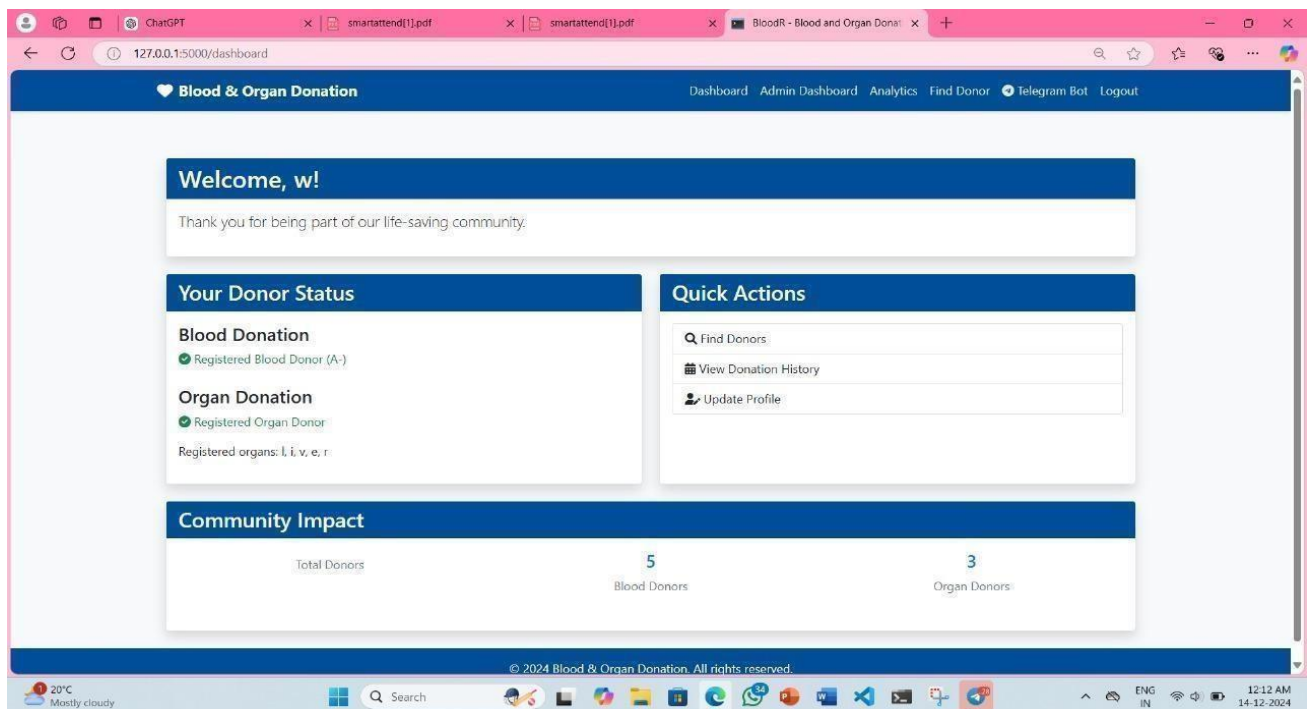 ChatGPT
smartattend[1].pdf
smartattend[1].pdf
BloodR - Blood and Organ Donat
127.0.0.1:5000/dashboard
Blood & Organ Donation
Dashboard Admin Dashboard Analytics Find Donor Telegram Bot Logout
Welcome, w!
Thank you for being part of our life-saving community.
Your Donor Status
Blood Donation
Registered Blood Donor (A-)
Organ Donation
Registered Organ Donor
Registered organs: l, i, v, e, r
Quick Actions
Find Donors
View Donation History
Update Profile
Community Impact
Total Donors
5
Blood Donors
3
Organ Donors
© 2024 Blood & Organ Donation. All rights reserved.
20°C
Mostly cloudy
Search
ENG
IN
12:12 AM
14-12-2024